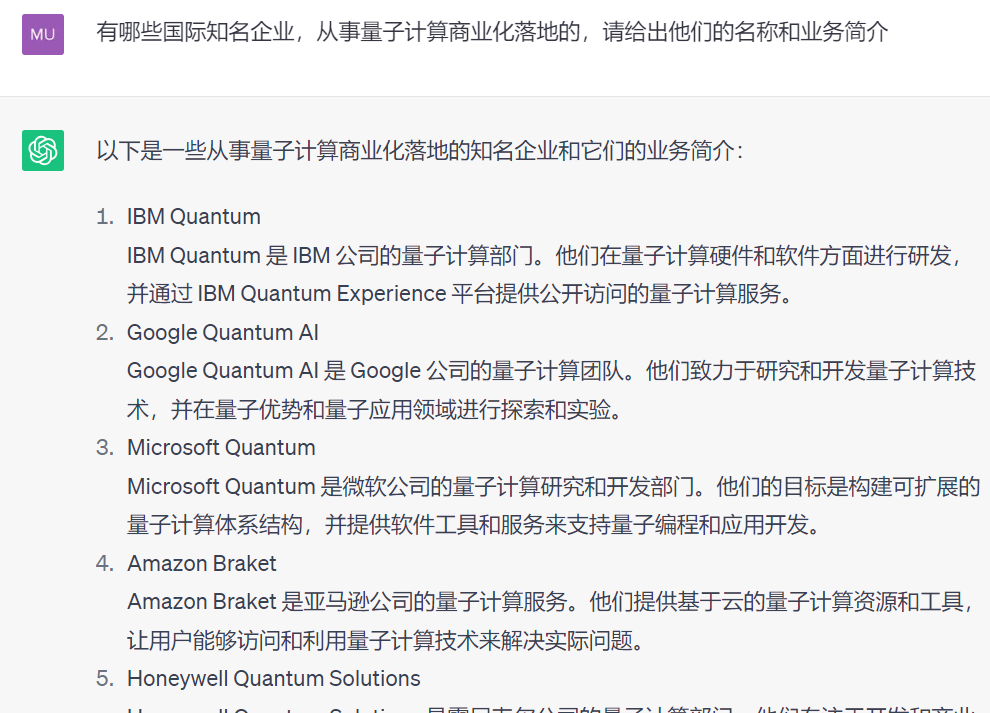 MU
有哪些国际知名企业，从事量子计算商业化落地的，请给出他们的名称和业务简介
以下是一些从事量子计算商业化落地的知名企业和它们的业务简介：
1. IBM Quantum
IBM Quantum 是 IBM 公司的量子计算部门。他们在量子计算硬件和软件方面进行研发，
并通过 IBM Quantum Experience 平台提供公开访问的量子计算服务。
2. Google Quantum AI
Google Quantum AI 是 Google 公司的量子计算团队。他们致力于研究和开发量子计算技
术，并在量子优势和量子应用领域进行探索和实验。
3. Microsoft Quantum
Microsoft Quantum 是微软公司的量子计算研究和开发部门。他们的目标是构建可扩展的
量子计算体系结构，并提供软件工具和服务来支持量子编程和应用开发。
4. Amazon Braket
Amazon Braket 是亚马逊公司的量子计算服务。他们提供基于云的量子计算资源和工具，
让用户能够访问和利用量子计算技术来解决实际问题。
5. Honeywell Quantum Solutions